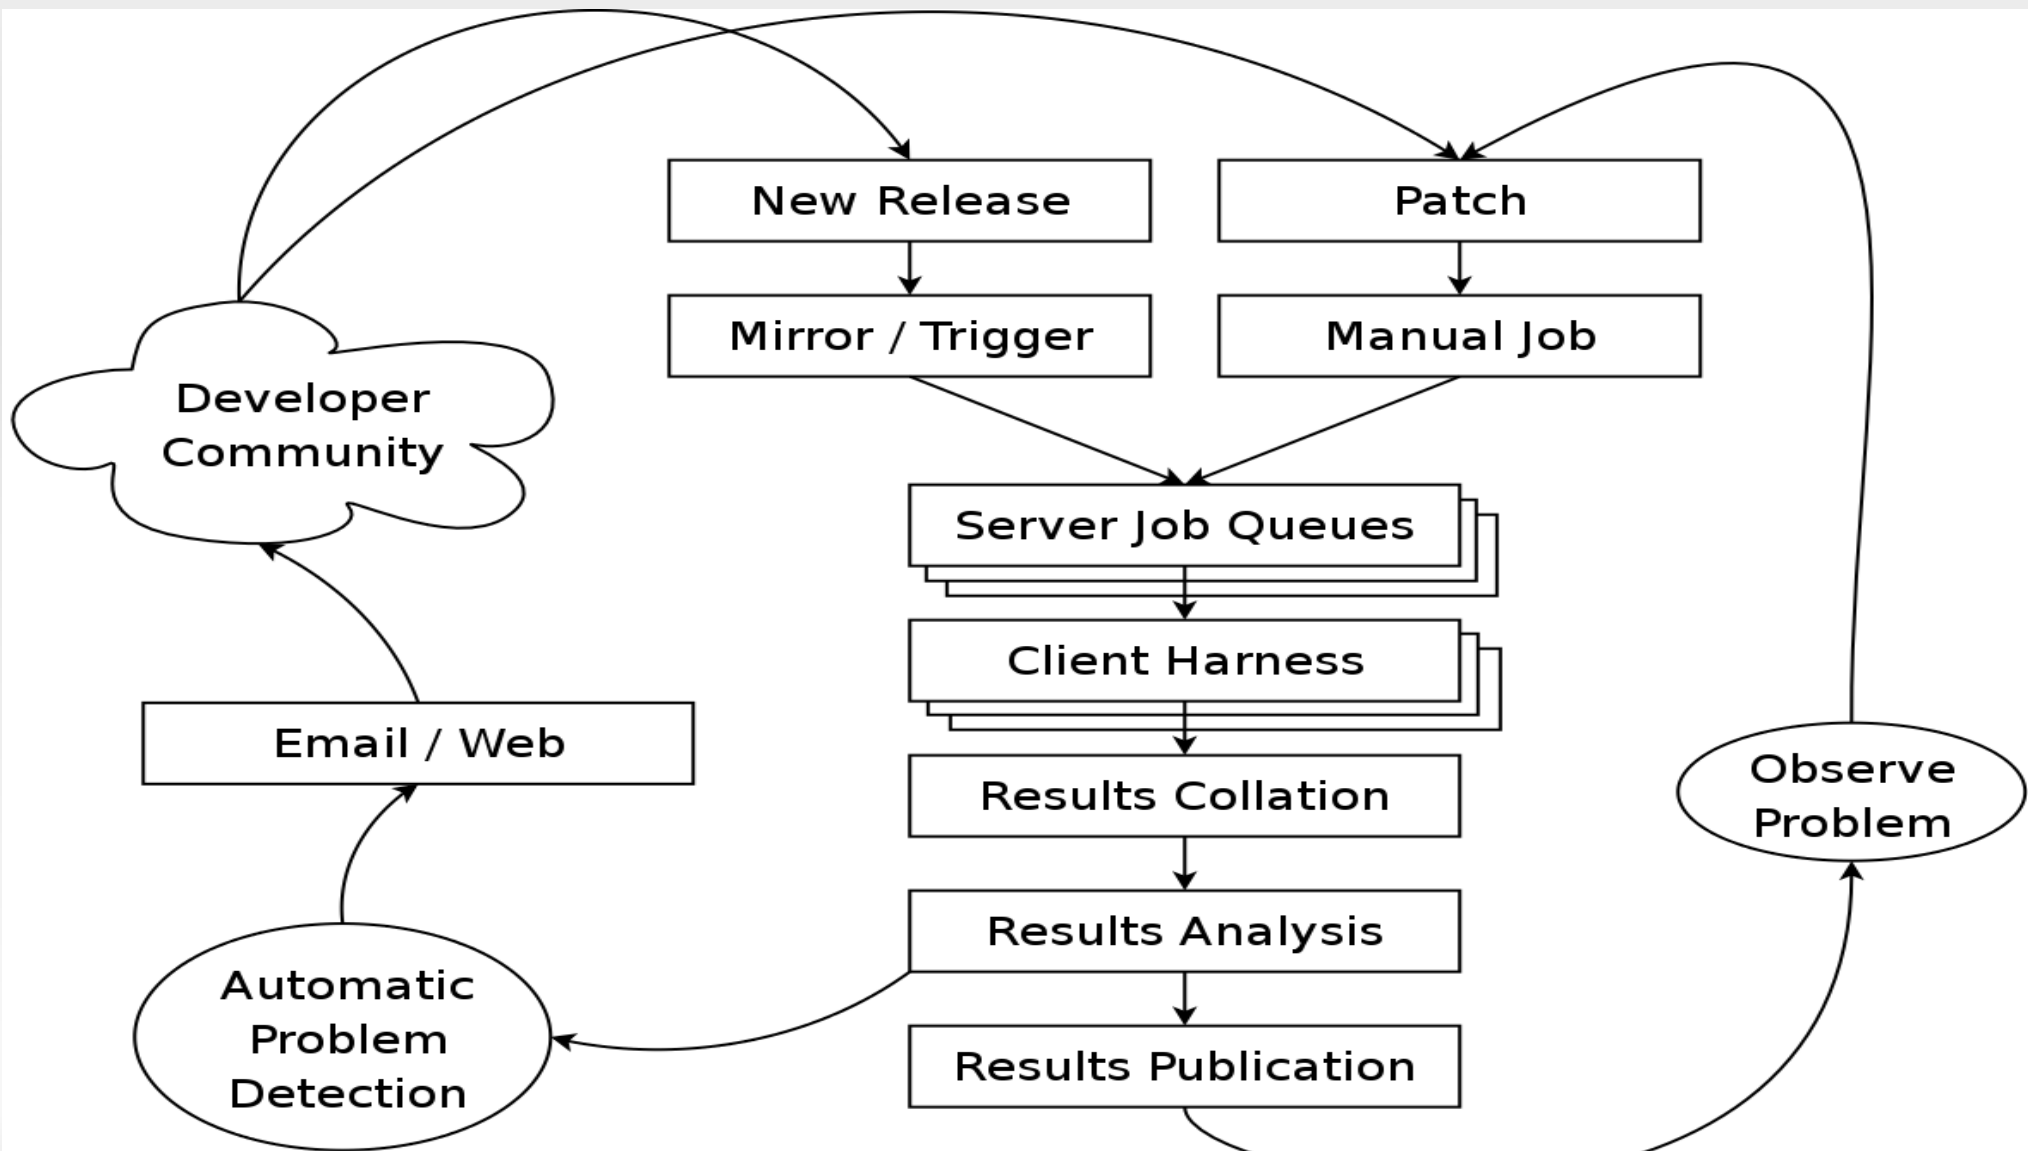 New Release
Patch
Mirror / Trigger
Manual Job
Developer
Community
Server Job Queues
Client Harness
Email / Web
Results Collation
Observe
Problem
Results Analysis
Automatic
Problem
Detection
Results Publication